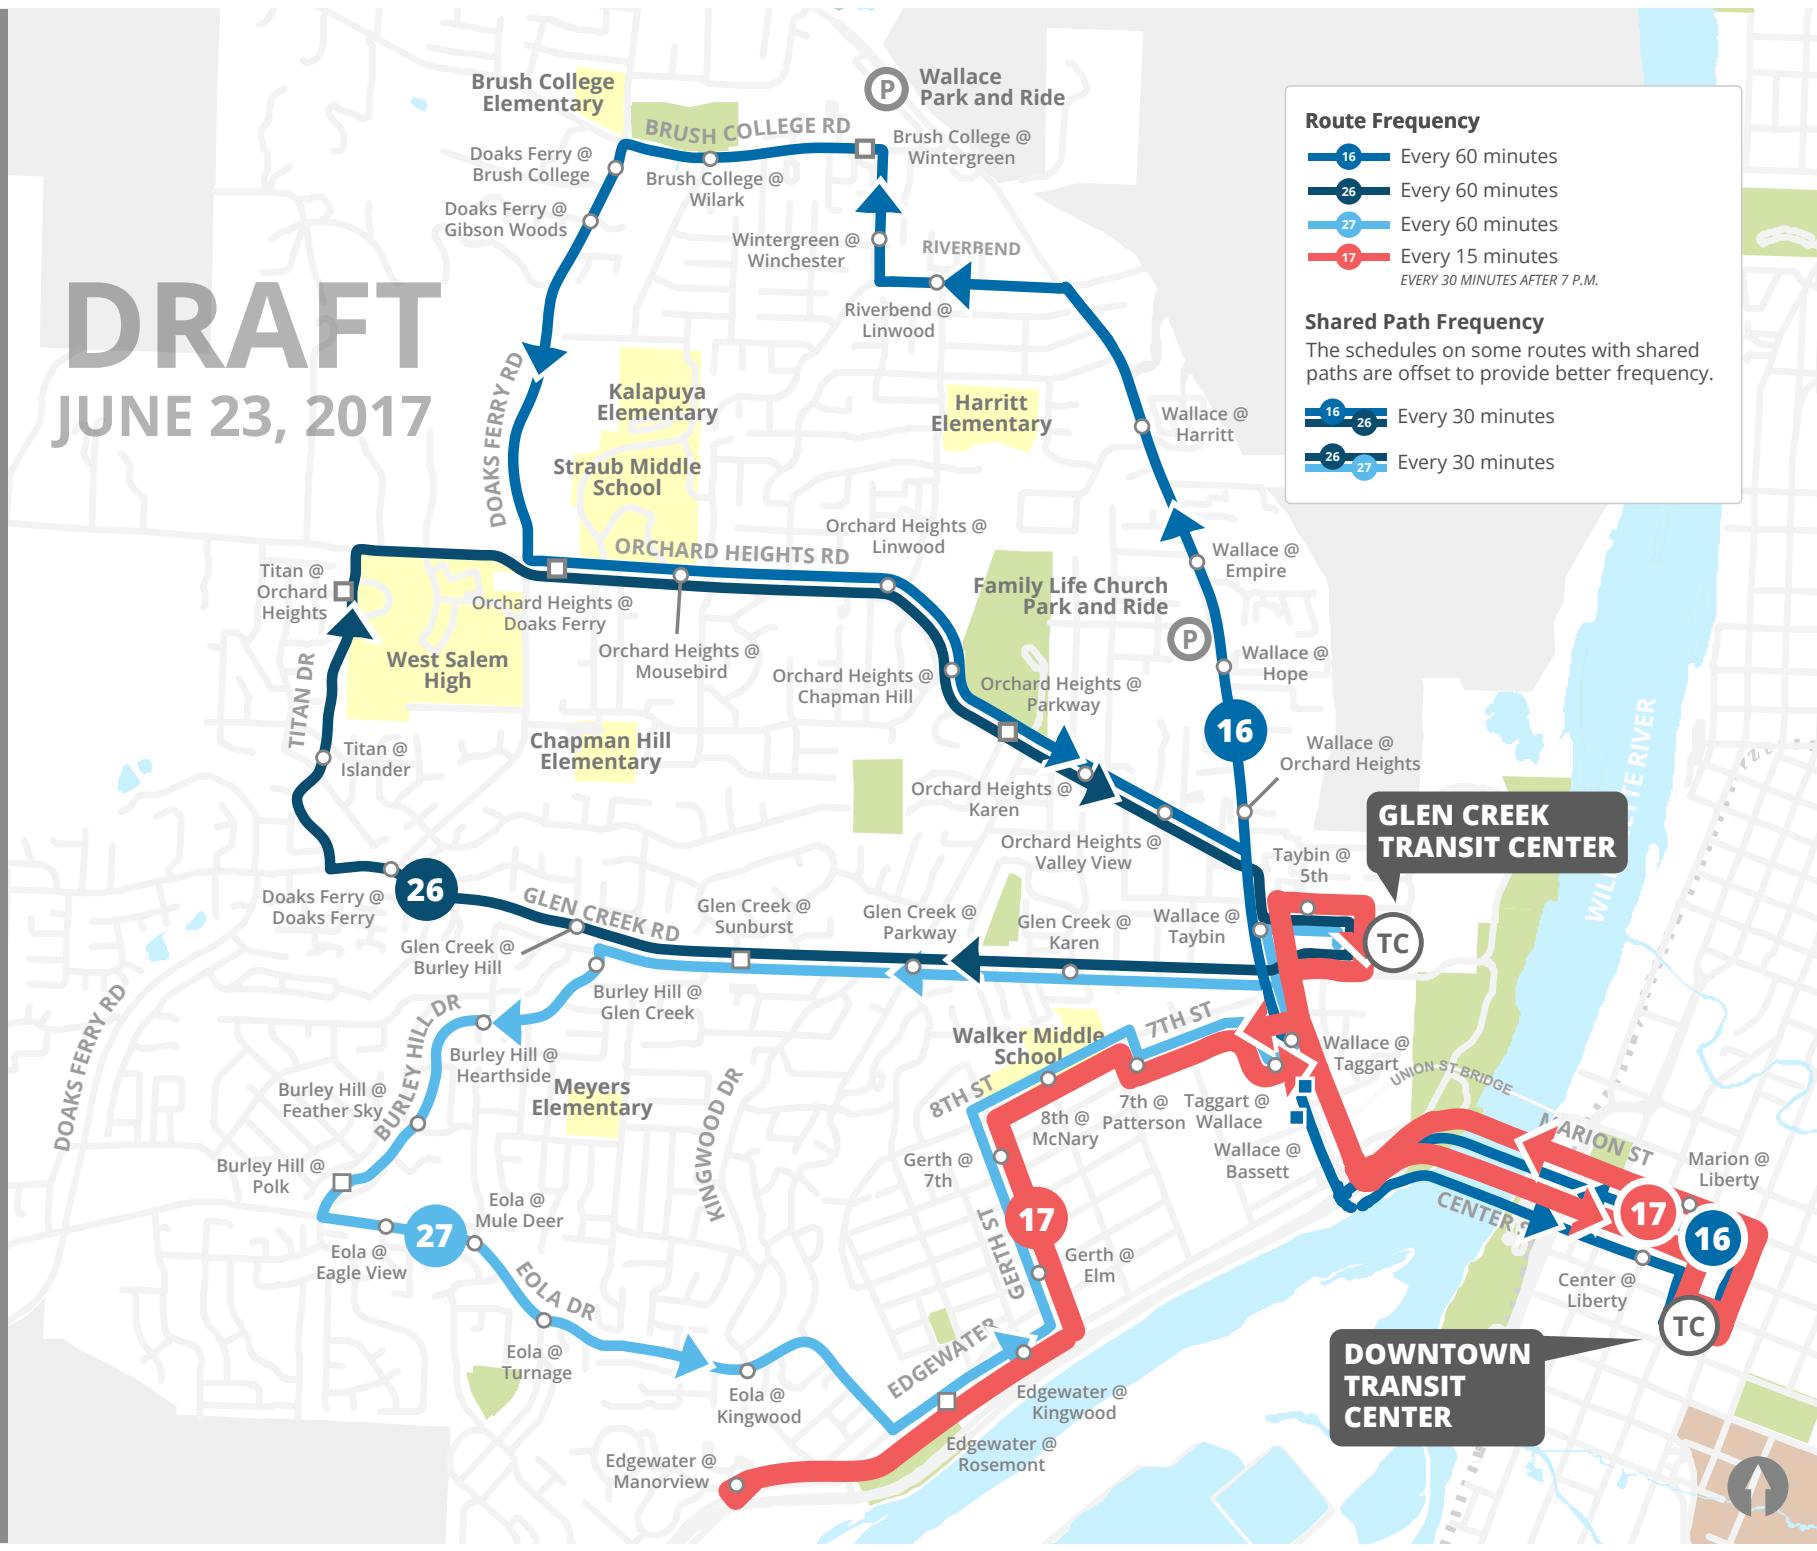 Brush College
Elementary
Wallace
Park and Ride
P
BRUSH COLLEGE RD
Brush College @
Wintergreen
Doaks Ferry @
Brush College
Brush College @
Wilark
Doaks Ferry @
Gibson Woods
Wintergreen @
Winchester
RIVERBEND
Riverbend @
Linwood
Route Frequency
16 Every 60 minutes
26 Every 60 minutes
27 Every 60 minutes
17 Every 15 minutes
EVERY 30 MINUTES AFTER 7 P.M.
Shared Path Frequency
The schedules on some routes with shared
paths are offset to provide better frequency.
16 26 Every 30 minutes
26 27 Every 30 minutes
DRAFT
JUNE 23, 2017
DOAKS FERRY RD
Kalapuya
Elementary
Straub Middle
School
Harritt
Elementary
Wallace @
Harritt
Orchard Heights @
Linwood
ORCHARD HEIGHTS RD
Wallace @
Empire
Titan @
Orchard
Heights
Orchard Heights @
Doaks Ferry
Orchard Heights @
Mousebird
Family Life Church
Park and Ride
P
Wallace @
Hope
West Salem
High
TITAN DR
Orchard Heights @
Chapman Hill
Orchard Heights @
Parkway
16
Titan @
Islander
Chapman Hill
Elementary
Wallace @
Orchard Heights
Orchard Heights @
Karen
Orchard Heights @
Valley View
GLEN CREEK
TRANSIT CENTER
Taybin @
5th
TC
26
Doaks Ferry @
Doaks Ferry
GLEN CREEK RD
Glen Creek @
Burley Hill
Glen Creek @
Sunburst
Glen Creek @
Parkway
Glen Creek @
Karen
Wallace @
Taybin
Burley Hill @
Glen Creek
DOAKS FERRY RD
BURLEY HILL DR
Burley Hill @
Hearthside
Burley Hill @
Feather Sky
Meyers
Elementary
KINGWOOD DR
Walker Middle
School
7TH ST
8TH ST
Wallace @
Taggart
UNION ST BRIDGE
8th @
McNary
7th @
Patterson
Taggart @
Wallace
Wallace @
Bassett
Gerth @
7th
MARION ST
Marion @
Liberty
Burley Hill @
Polk
Eola @
Mule Deer
27
Eola @
Eagle View
EOLA DR
17
GERTH ST
Gerth @
Elm
CENTER S
17
16
Center @
Liberty
TC
DOWNTOWN
TRANSIT
CENTER
Eola @
Turnage
Eola @
Kingwood
EDGEWATER
Edgewater @
Kingwood
Edgewater @
Rosemont
Edgewater @
Manorview